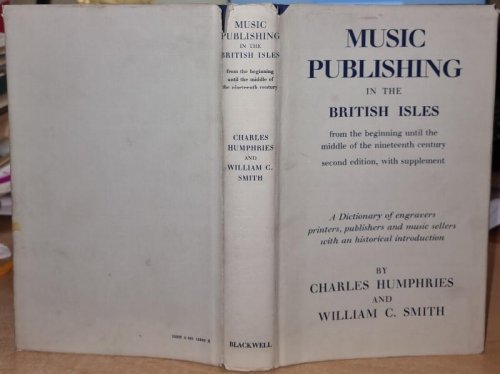 MUSIC
PUBLISHING
IN THE
BRITISH ISLES
from the beginning
until the middle of
the nineteenth century
CHARLES
HUMPHRIES
AND
WILLIAM C.
SMITH
BLACKWELL
MUSIC
PUBLISHING
IN THE
BRITISH ISLES
from the beginning until the
middle of the nineteenth century
second edition, with supplement
A Dictionary of engravers
printers, publishers and music sellers
with an historical introduction
BY
CHARLES HUMPHRIES
AND
WILLIAM C. SMITH